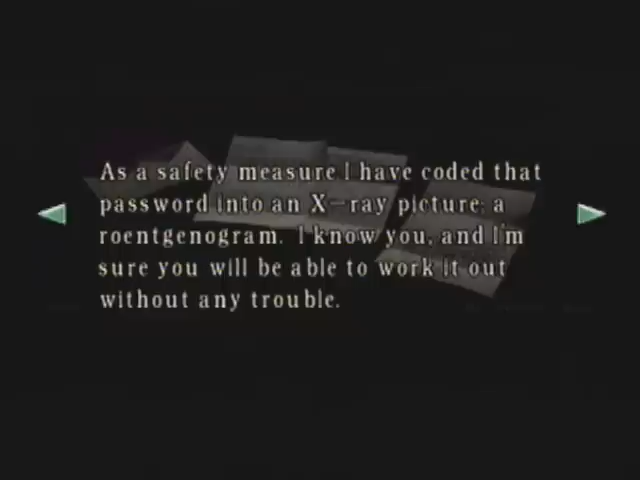 As a safety measure I have coded that
password into an X-ray picture; a
roentgenogram. I know you, and I'm
sure you will be able to work it out
without any trouble.